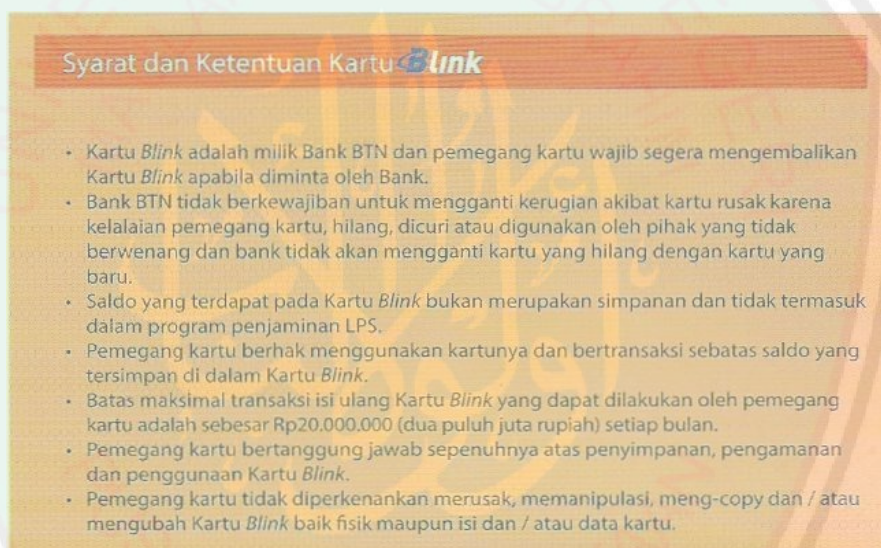 Syarat dan Ketentuan Kartu Blink
• Kartu Blink adalah milik Bank BTN dan pemegang kartu wajib segera mengembalikan
Kartu Blink apabila diminta oleh Bank.
• Bank BTN tidak berkewajiban untuk mengganti kerugian akibat kartu rusak karena
kelalaian pemegang kartu, hilang, dicuri atau digunakan oleh pihak yang tidak
berwenang dan bank tidak akan mengganti kartu yang hilang dengan kartu yang
baru.
• Saldo yang terdapat pada Kartu Blink bukan merupakan simpanan dan tidak termasuk
dalam program penjaminan LPS.
• Pemegang kartu berhak menggunakan kartunya dan bertransaksi sebatas saldo yang
tersimpan di dalam Kartu Blink.
• Batas maksimal transaksi isi ulang Kartu Blink yang dapat dilakukan oleh pemegang
kartu adalah sebesar Rp20.000.000 (dua puluh juta rupiah) setiap bulan.
• Pemegang kartu bertanggung jawab sepenuhnya atas penyimpanan, pengamanan
dan penggunaan Kartu Blink.
• Pemegang kartu tidak diperkenankan merusak, memanipulasi, meng-copy dan / atau
mengubah Kartu Blink baik fisik maupun isi dan / atau data kartu.